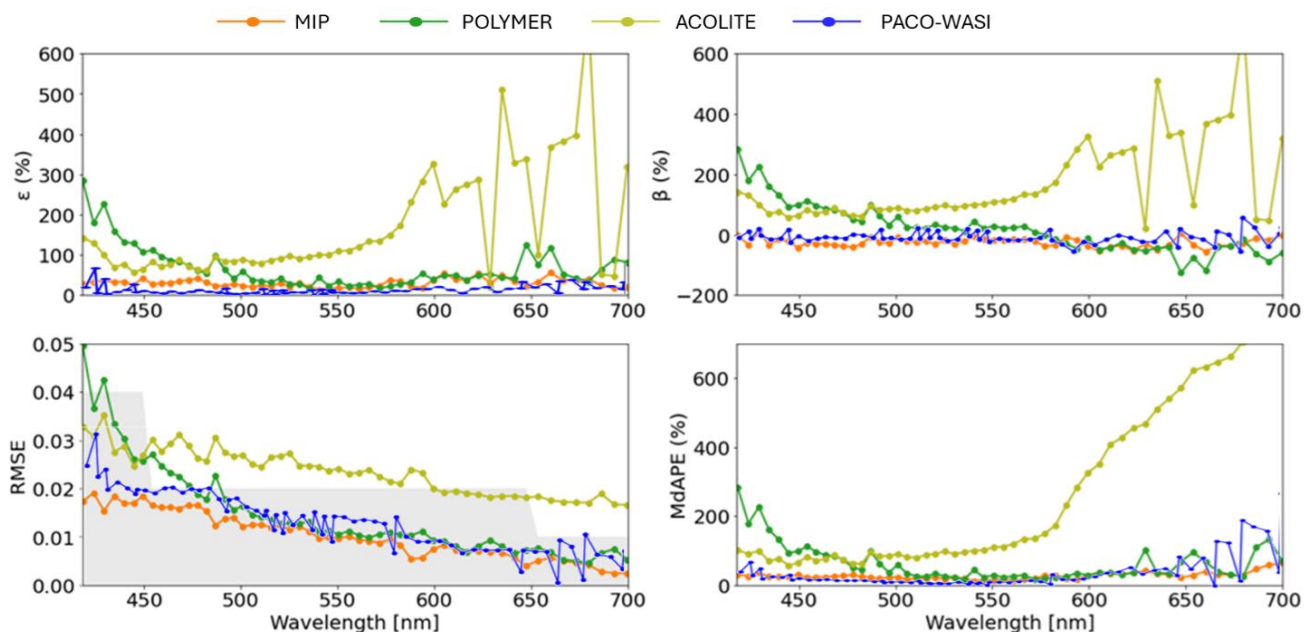 MIP POLYMER ACOLITE PACO-WASI
600
500
400
300
200
100
0
ε (%)
450 500 550 600 650 700
600
400
200
0
−200
β (%)
450 500 550 600 650 700
0.05
0.04
0.03
0.02
0.01
0.00
RMSE
450 500 550 600 650 700
Wavelength [nm]
600
400
200
0
MdAPE (%)
450 500 550 600 650 700
Wavelength [nm]